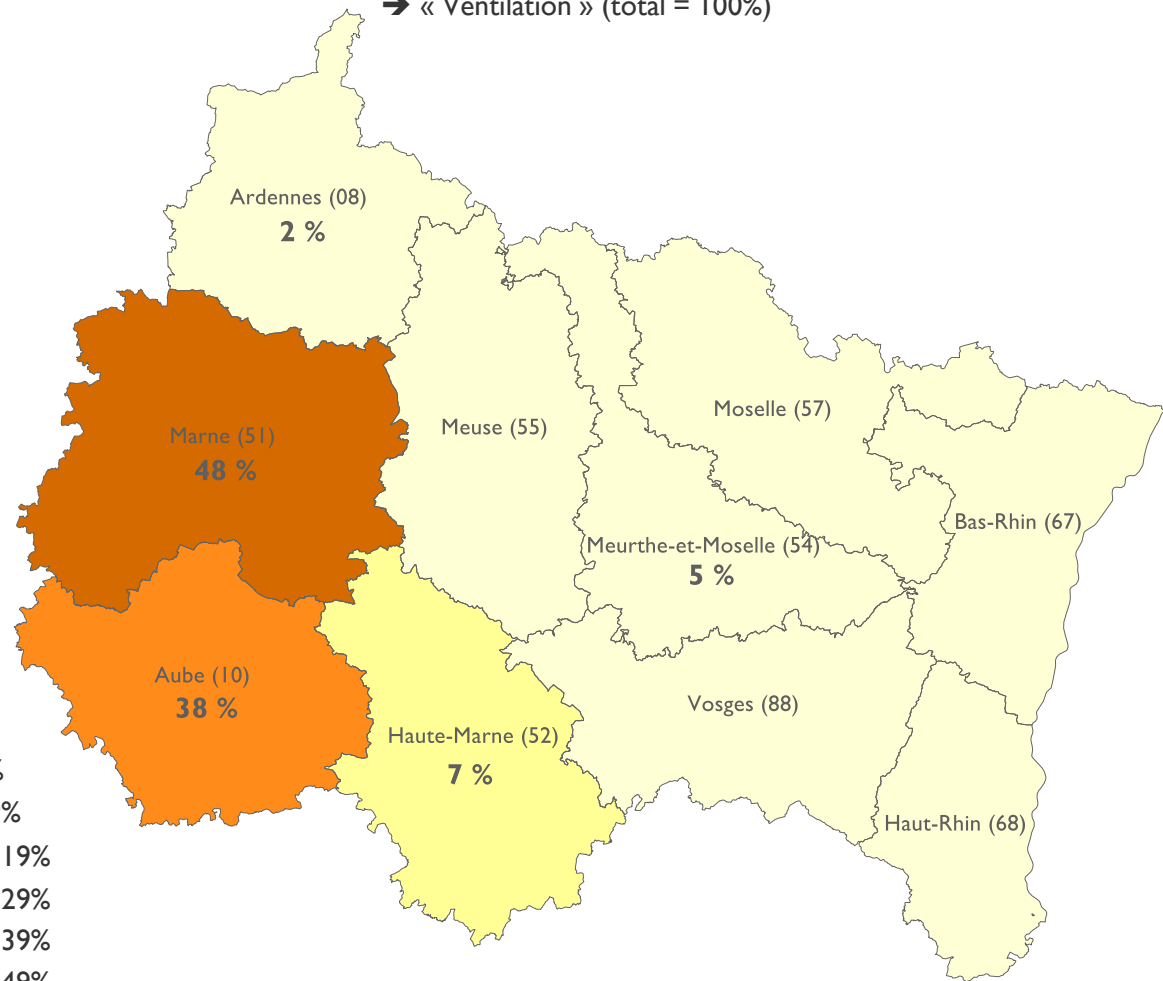 ➔ « Ventilation » (total = 100%)
Ardennes (08)
2 %
Marne (51)
48 %
Meuse (55)
Moselle (57)
Bas-Rhin (67)
Meurthe-et-Moselle (54)
5 %
Aube (10)
38 %
Vosges (88)
Haute-Marne (52)
7 %
Haut-Rhin (68)
%
%
19%
29%
39%
49%